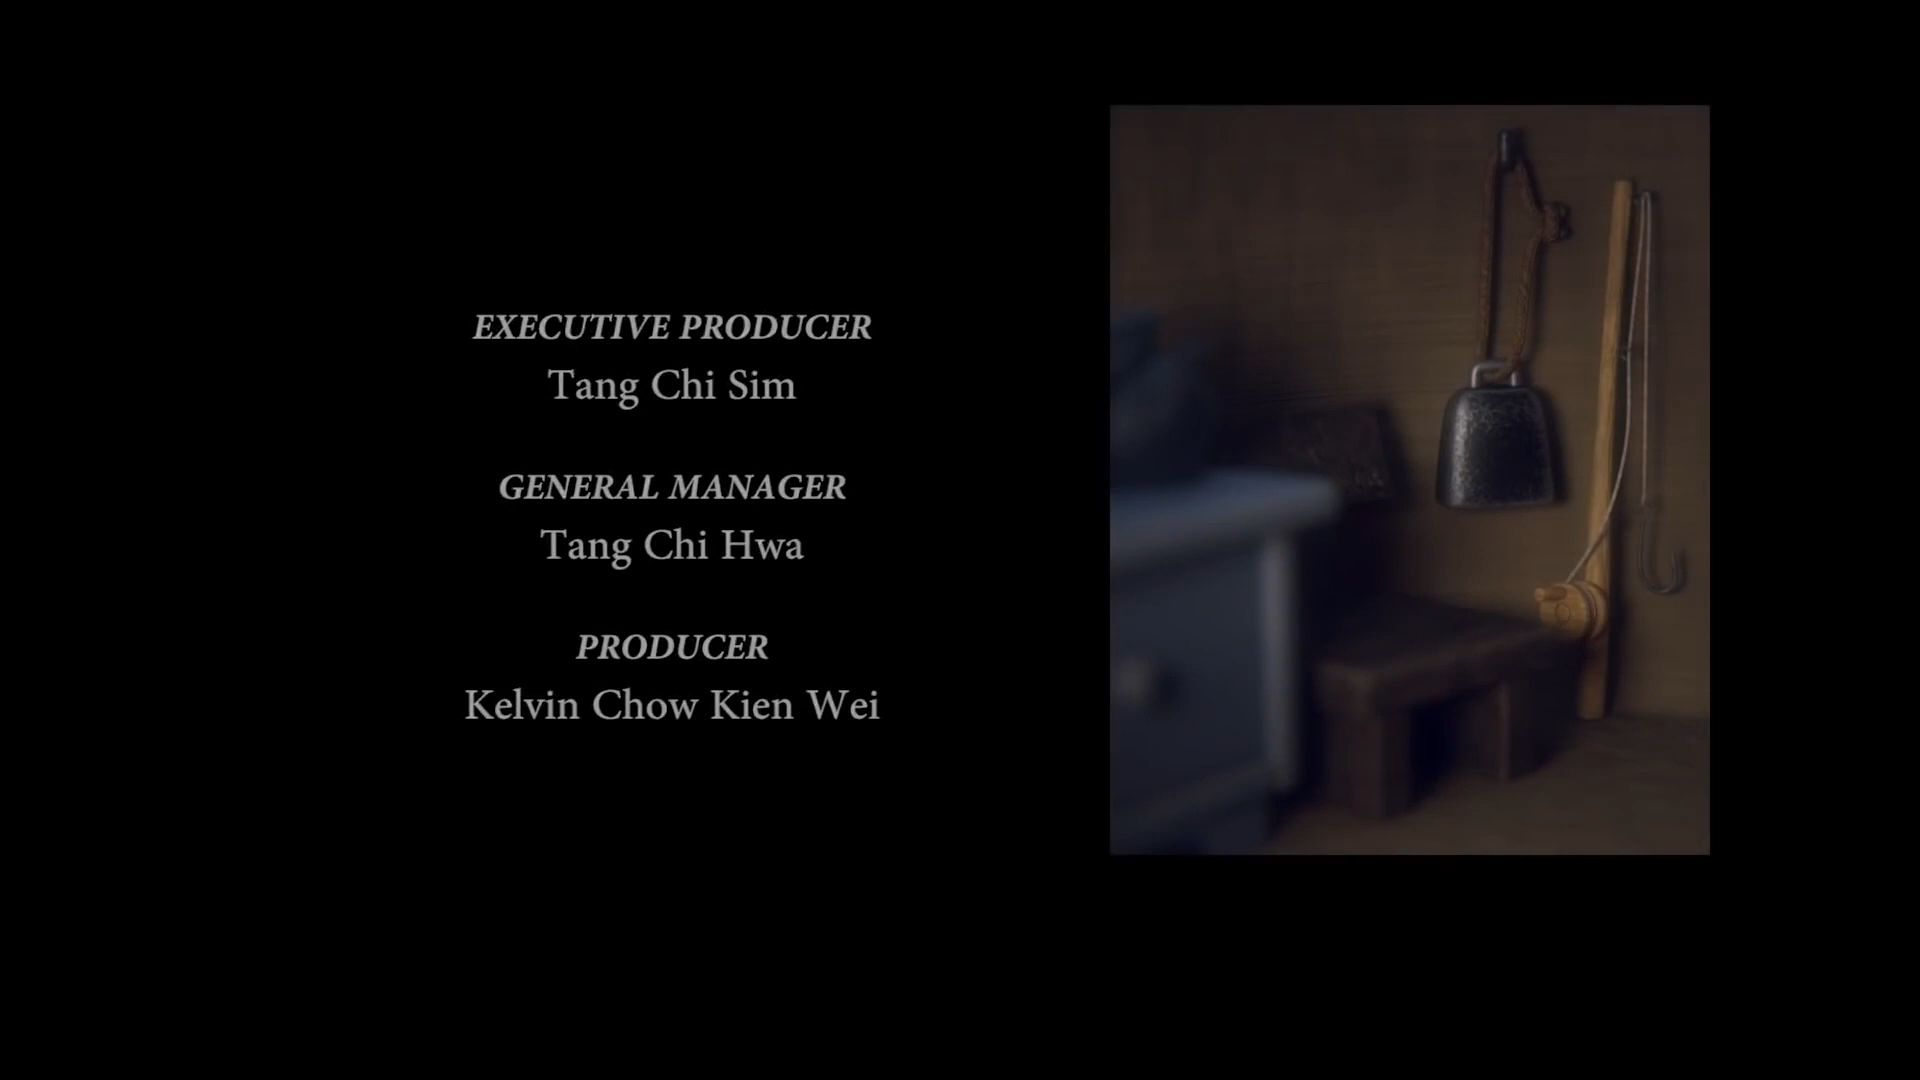 EXECUTIVE PRODUCER
Tang Chi Sim
GENERAL MANAGER
Tang Chi Hwa
PRODUCER
Kelvin Chow Kien Wei